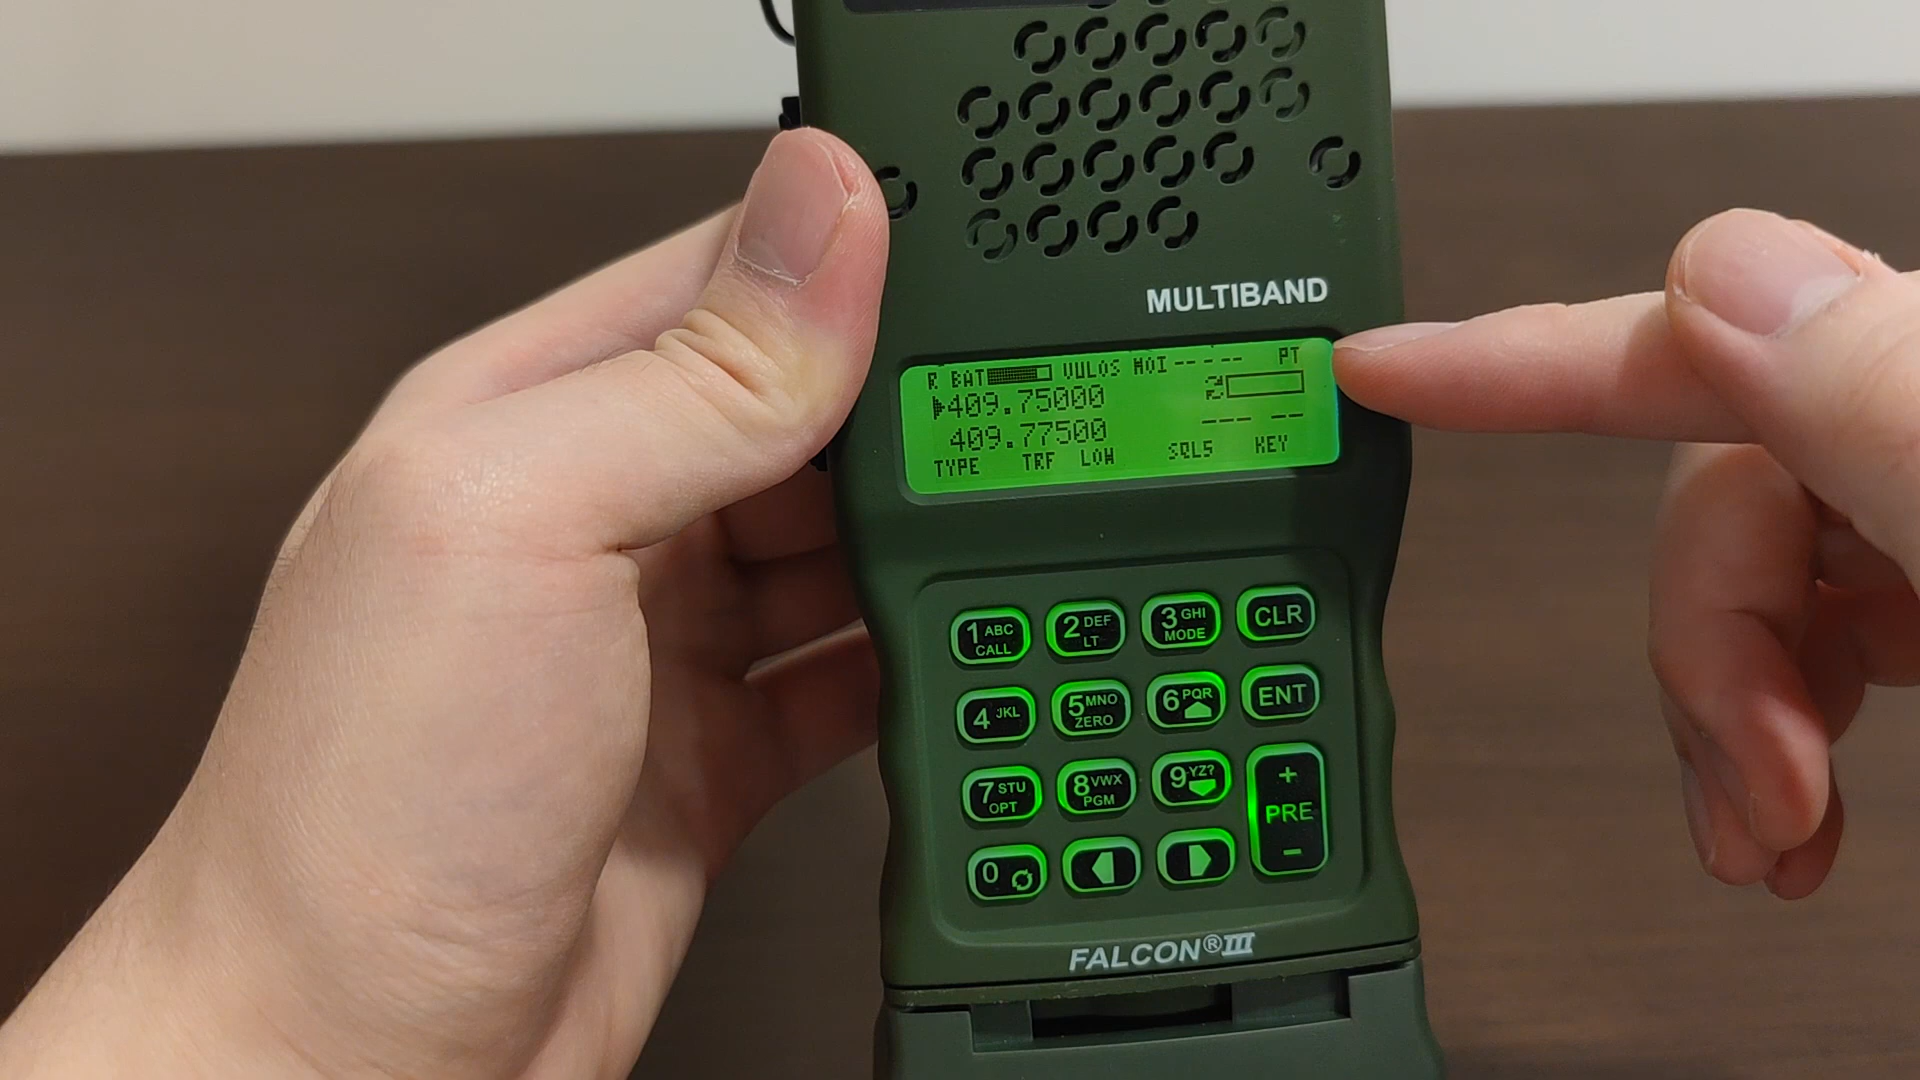 MULTIBAND
R BAT VULOS MOI ----- PT
409.75000
409.77500 --- --
TYPE TRF LOW SQL5 KEY
1 ABC CALL 2 DEF LT 3 GHI MODE CLR
4 JKL 5 MNO ZERO 6 PQR ENT
7 STU OPT 8 VWX PGM 9 YZ? + PRE -
0
FALCON®III